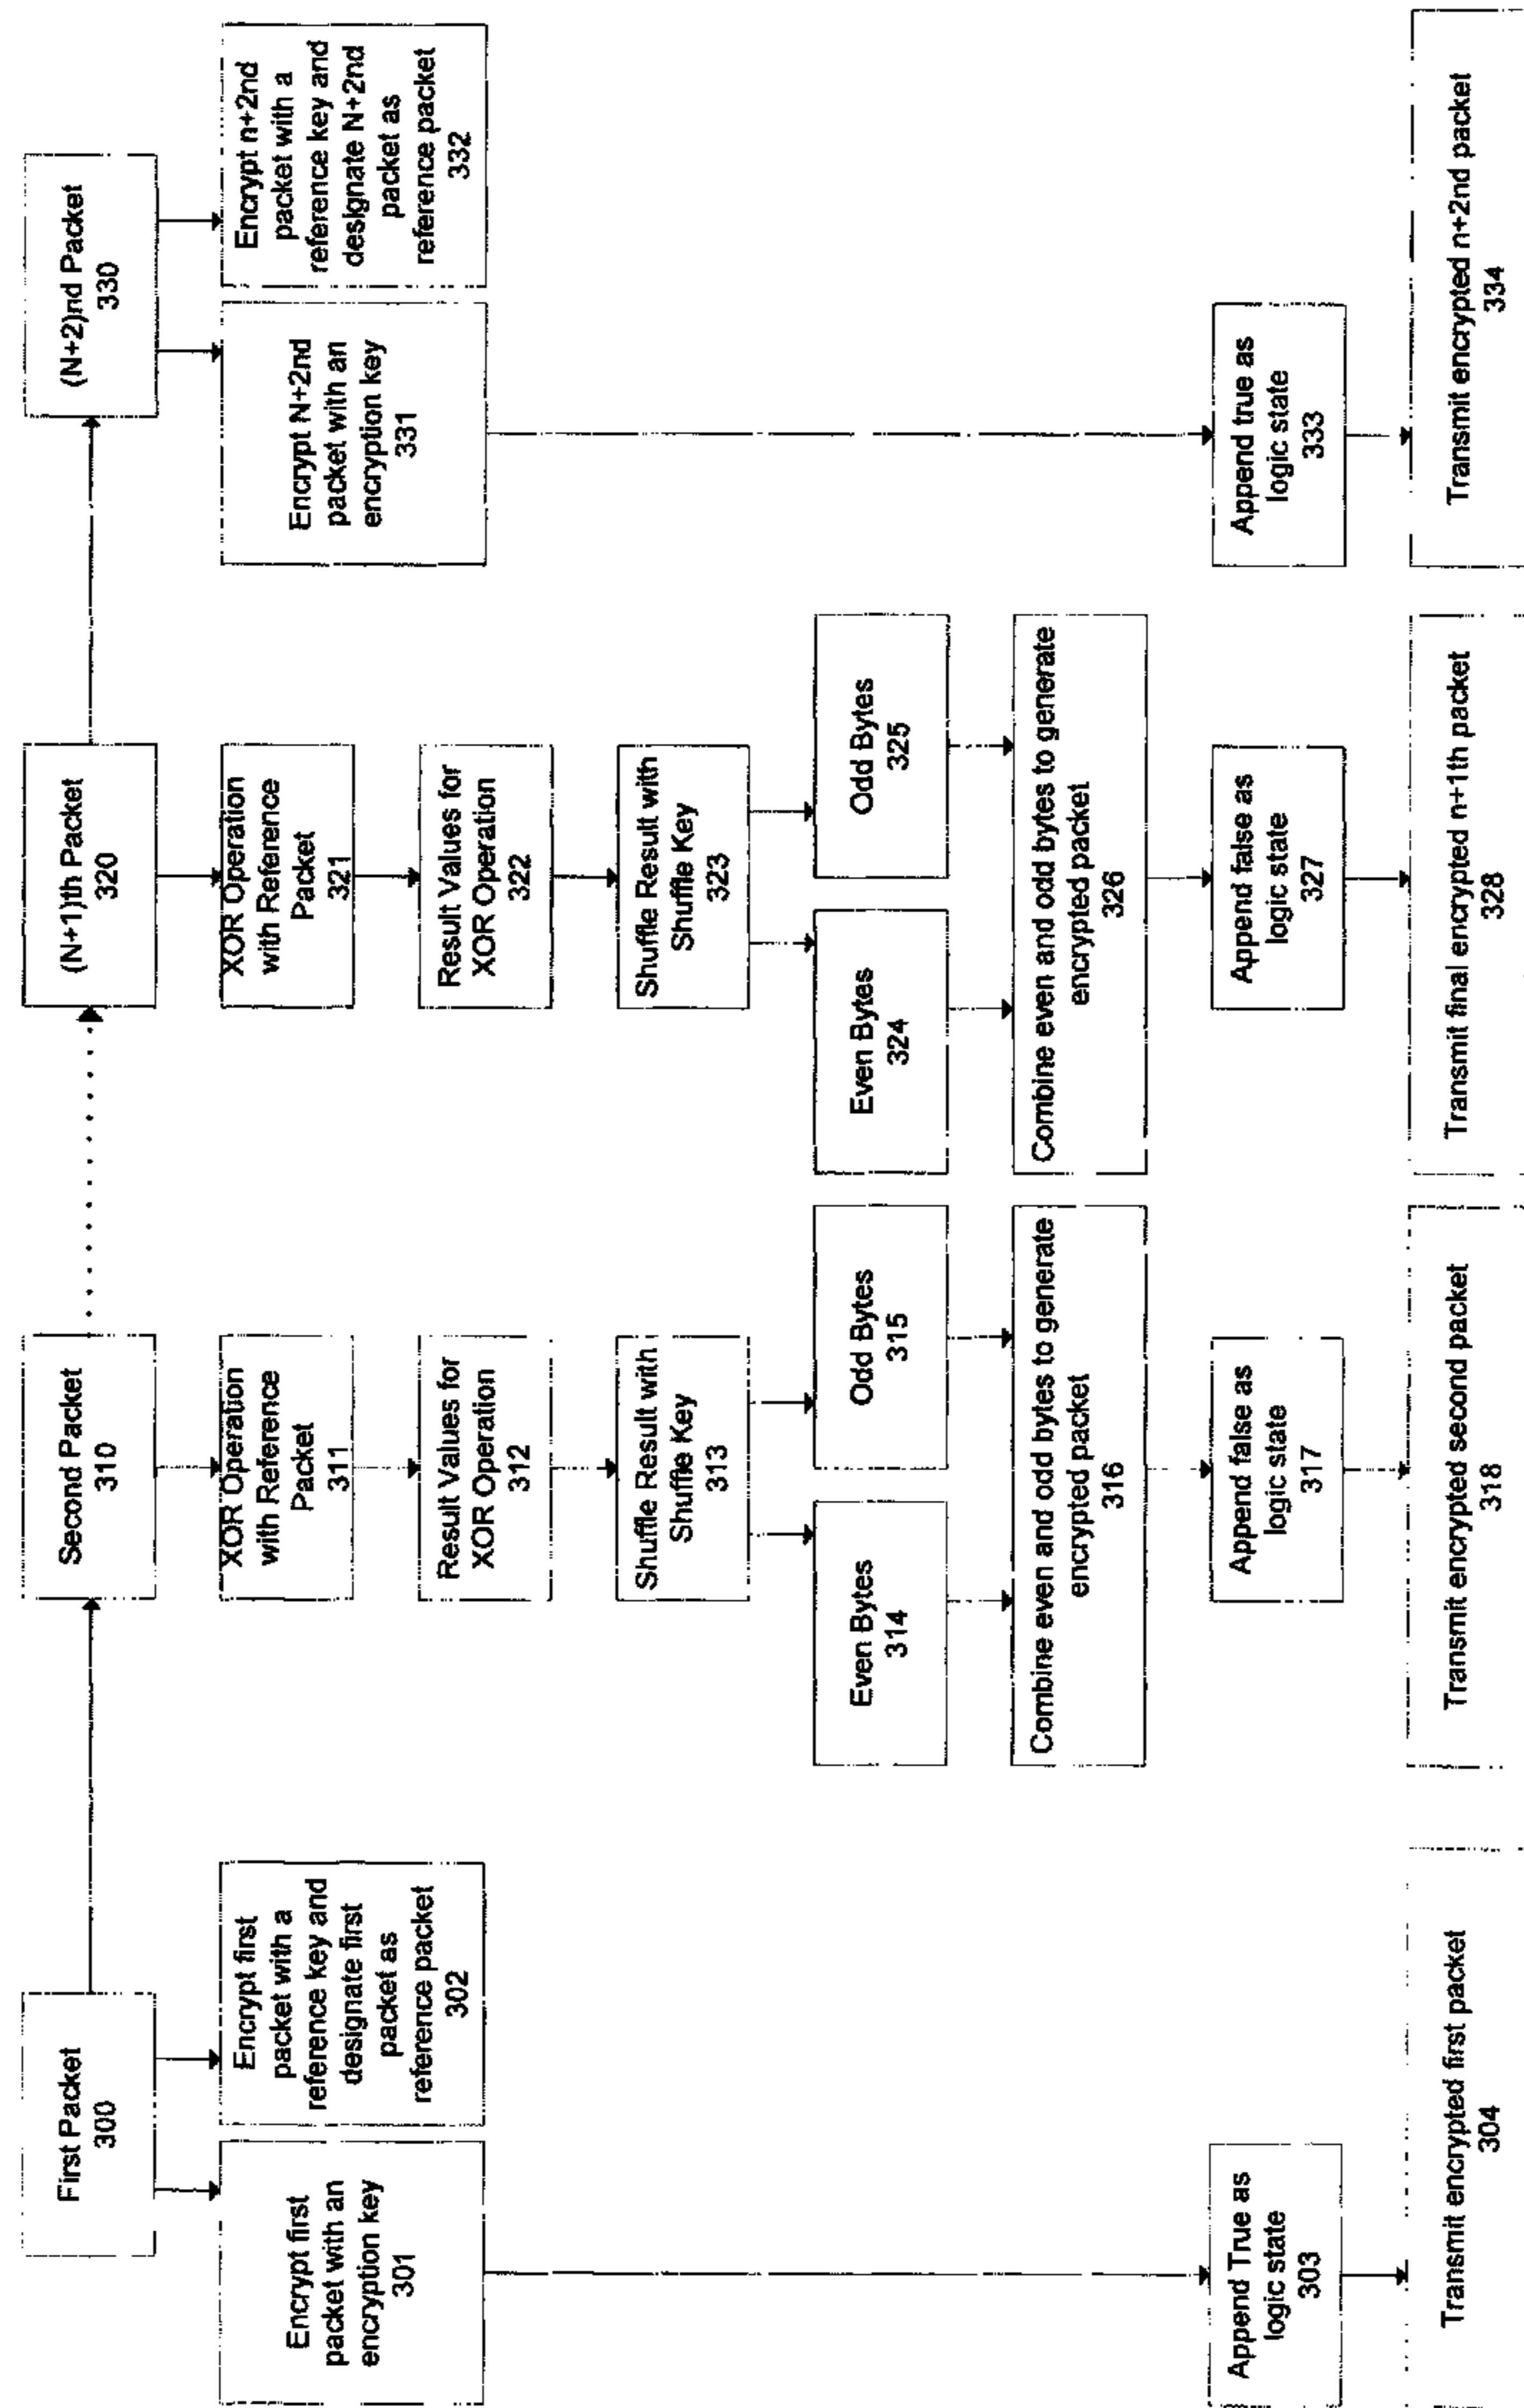 First Packet
300
Encrypt first
packet with an
encryption key
301
Encrypt first
packet with a
reference key and
designate first
packet as
reference packet
302
Append True as
logic state
303
Transmit encrypted first packet
304
Second Packet
310
XOR Operation
with Reference
Packet
311
Result Values for
XOR Operation
312
Shuffle Result with
Shuffle Key
313
Even Bytes
314
Odd Bytes
315
Combine even and odd bytes to generate
encrypted packet
316
Append false as
logic state
317
Transmit encrypted second packet
318
(N+1)th Packet
320
XOR Operation
with Reference
Packet
321
Result Values for
XOR Operation
322
Shuffle Result with
Shuffle Key
323
Even Bytes
324
Odd Bytes
325
Combine even and odd bytes to generate
encrypted packet
326
Append false as
logic state
327
Transmit final encrypted n+1th packet
328
(N+2)nd Packet
330
Encrypt N+2nd
packet with an
encryption key
331
Encrypt n+2nd
packet with a
reference key and
designate N+2nd
packet as
reference packet
332
Append true as
logic state
333
Transmit encrypted n+2nd packet
334